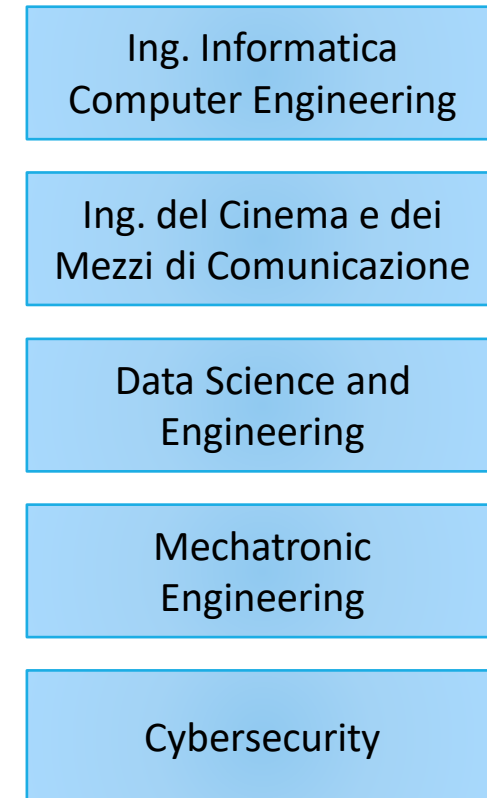 Ing. Informatica
Computer Engineering
Ing. del Cinema e dei
Mezzi di Comunicazione
Data Science and
Engineering
Mechatronic
Engineering
Cybersecurity